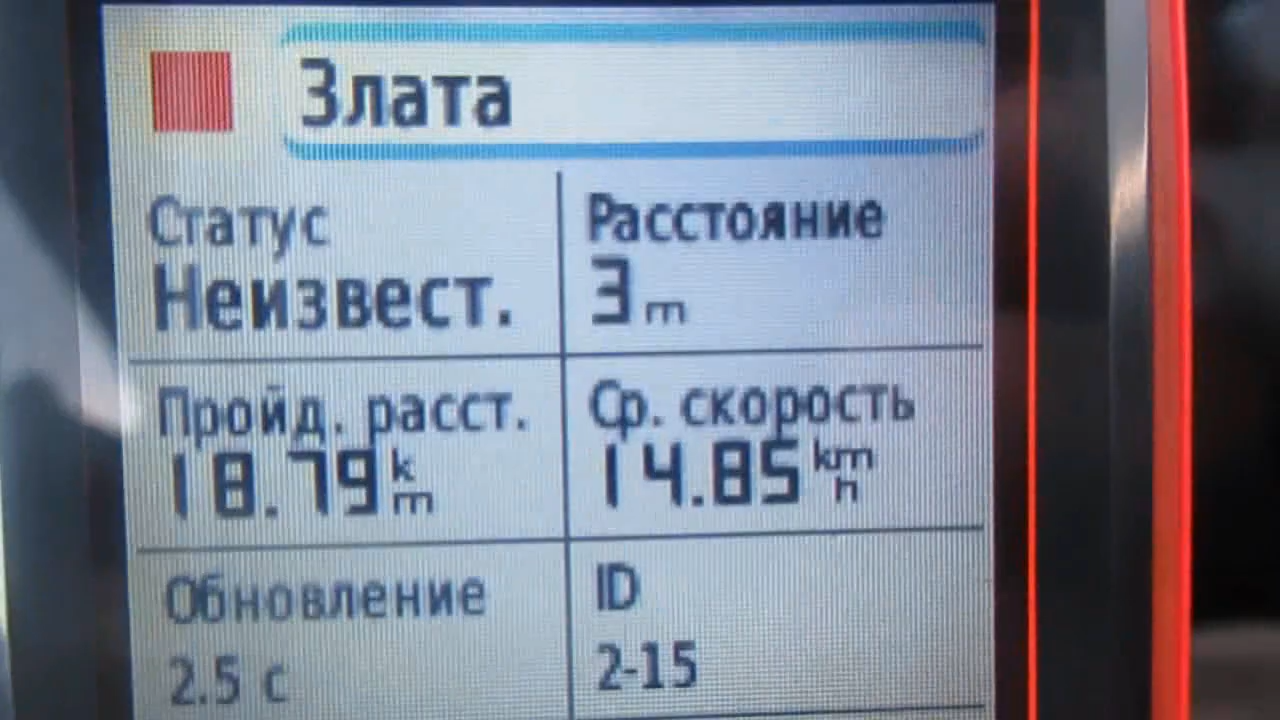 Злата
Статус
Неизвест.
Расстояние
3 m
Пройд. расст.
18.79 km
Ср. скорость
14.85 km/h
Обновление
2.5 с
ID
2-15